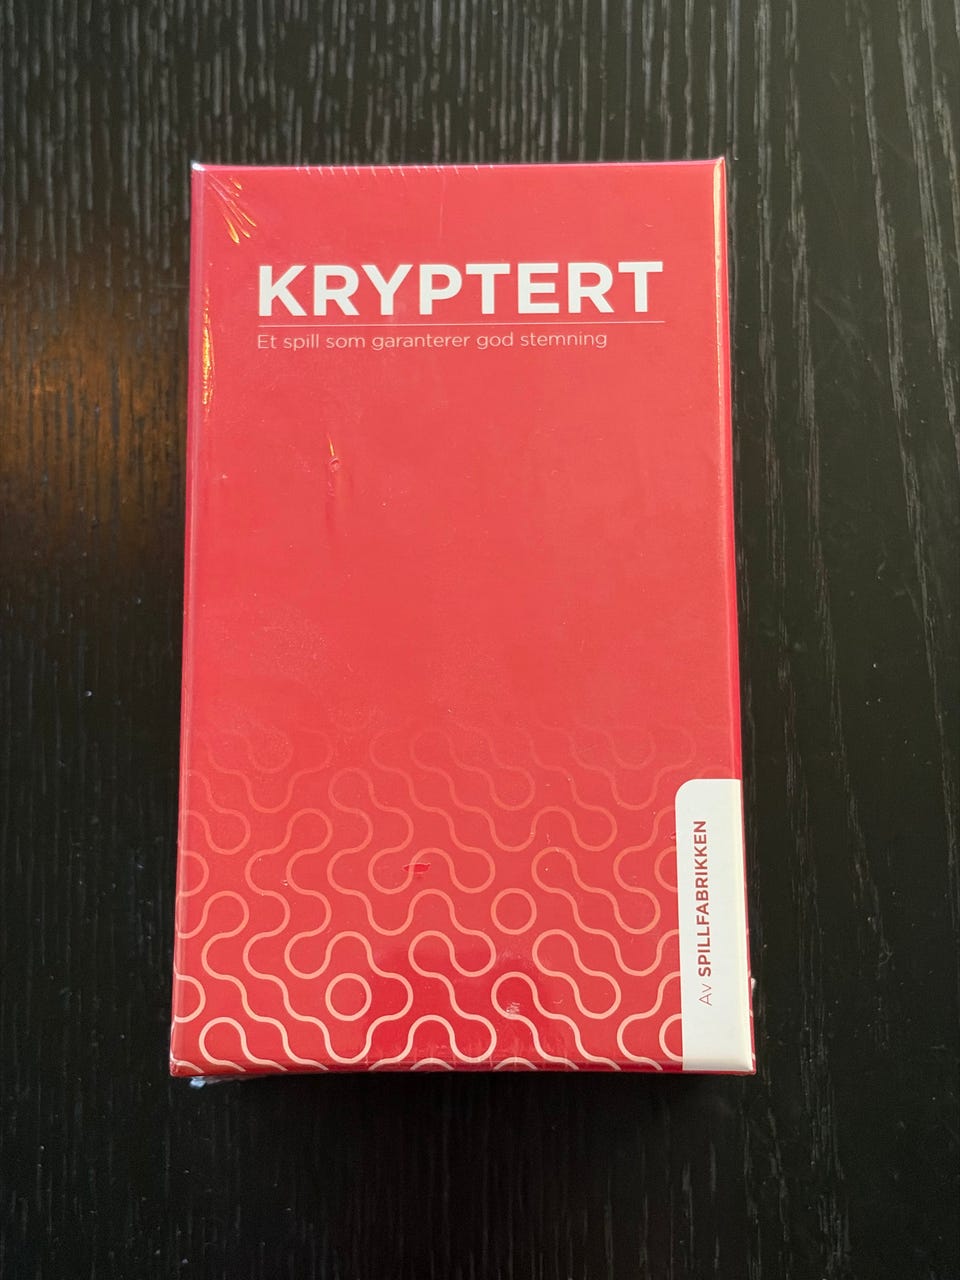 KRYPTERT
Et spill som garanterer god stemning
Av SPILLFABRIKKEN